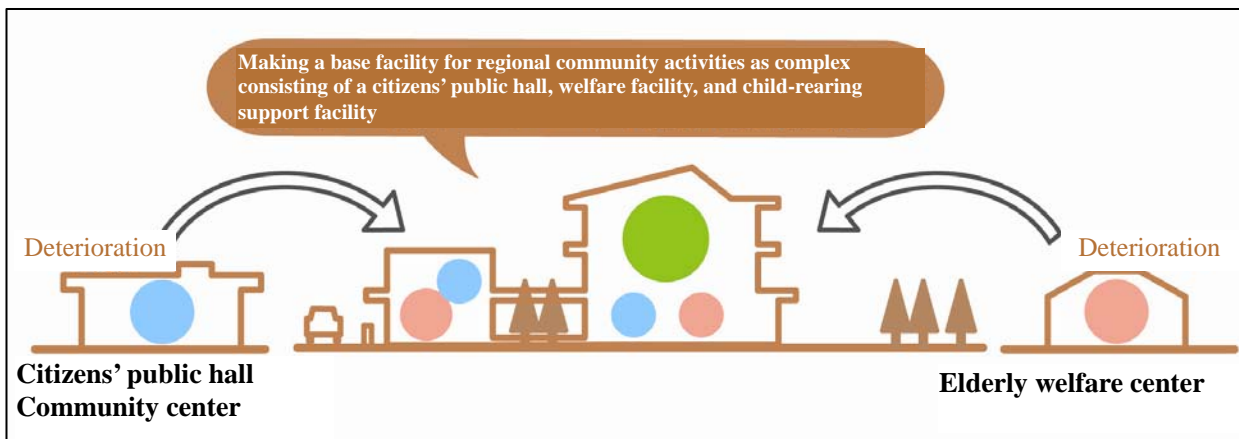 Making a base facility for regional community activities as complex
consisting of a citizens’ public hall, welfare facility, and child-rearing
support facility
Deterioration
Deterioration
Citizens’ public hall
Community center
Elderly welfare center